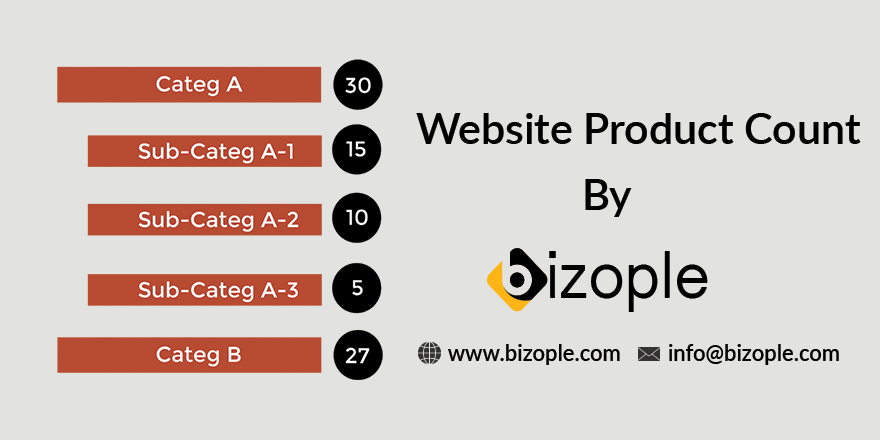 Categ A 30
Sub-Categ A-1 15
Sub-Categ A-2 10
Sub-Categ A-3 5
Categ B 27
Website Product Count
By
bizople
www.bizople.com info@bizople.com